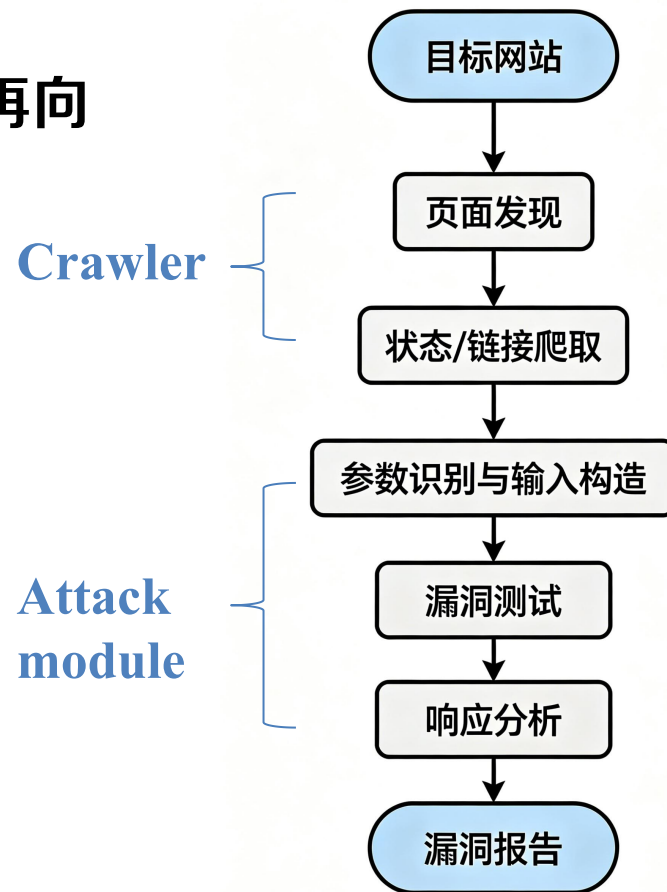 目标网站
再向
页面发现
Crawler
状态/链接爬取
参数识别与输入构造
Attack
module
漏洞测试
响应分析
漏洞报告